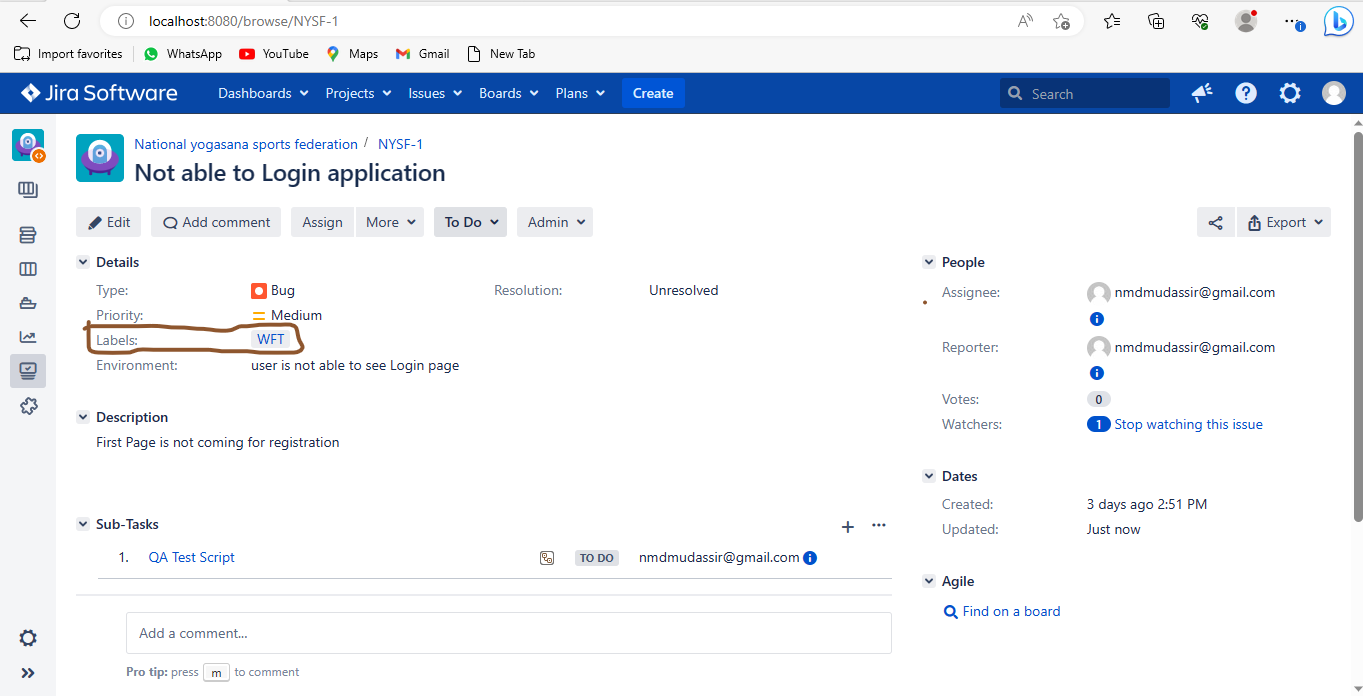 localhost:8080/browse/NYSF-1
Import favorites WhatsApp YouTube Maps Gmail New Tab
Jira Software Dashboards Projects Issues Boards Plans Create Search
National yogasana sports federation / NYSF-1
Not able to Login application
Edit Add comment Assign More To Do Admin Export
Details
Type: Bug Resolution: Unresolved
Priority: Medium
Labels: WFT
Environment: user is not able to see Login page
Description
First Page is not coming for registration
Sub-Tasks
1. QA Test Script TO DO nmdmudassir@gmail.com
Add a comment...
Pro tip: press m to comment
People
Assignee: nmdmudassir@gmail.com
Reporter: nmdmudassir@gmail.com
Votes: 0
Watchers: 1 Stop watching this issue
Dates
Created: 3 days ago 2:51 PM
Updated: Just now
Agile
Find on a board